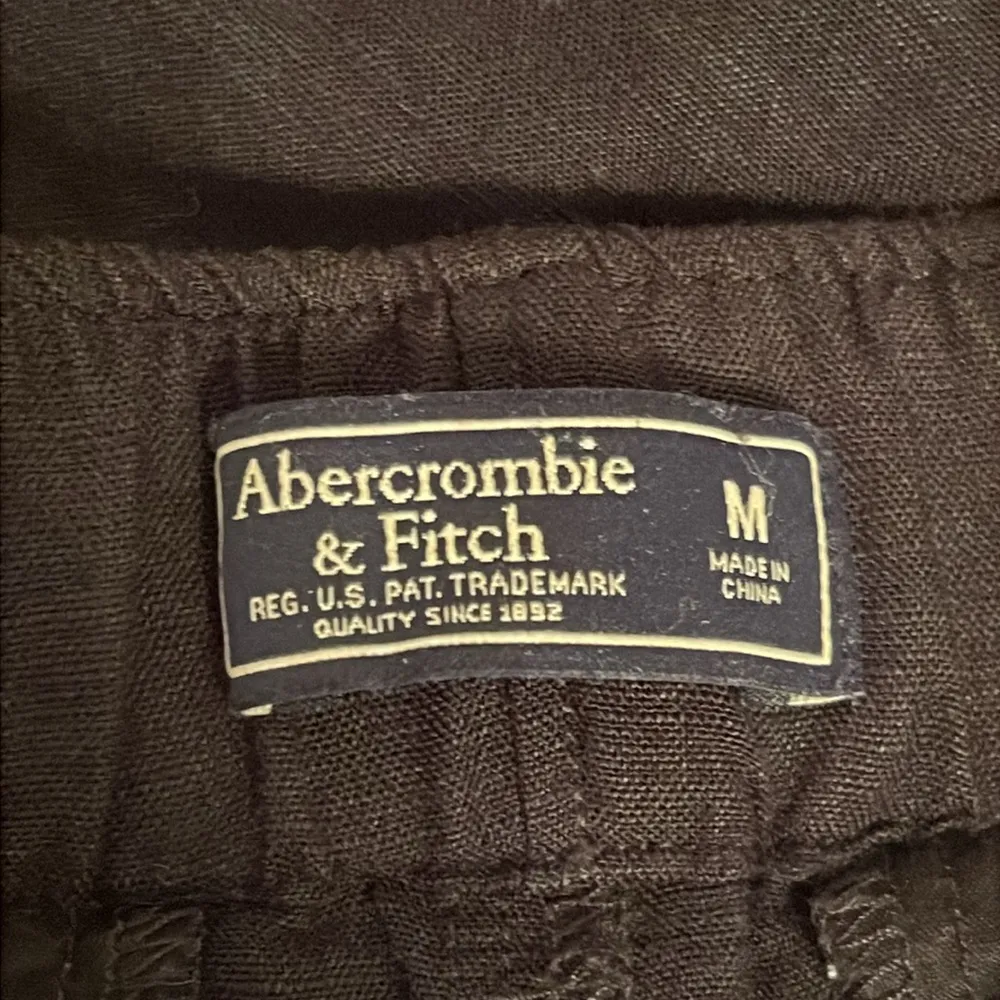 Abercrombie
& Fitch
REG. U.S. PAT. TRADEMARK
QUALITY SINCE 1892
M
MADE IN
CHINA